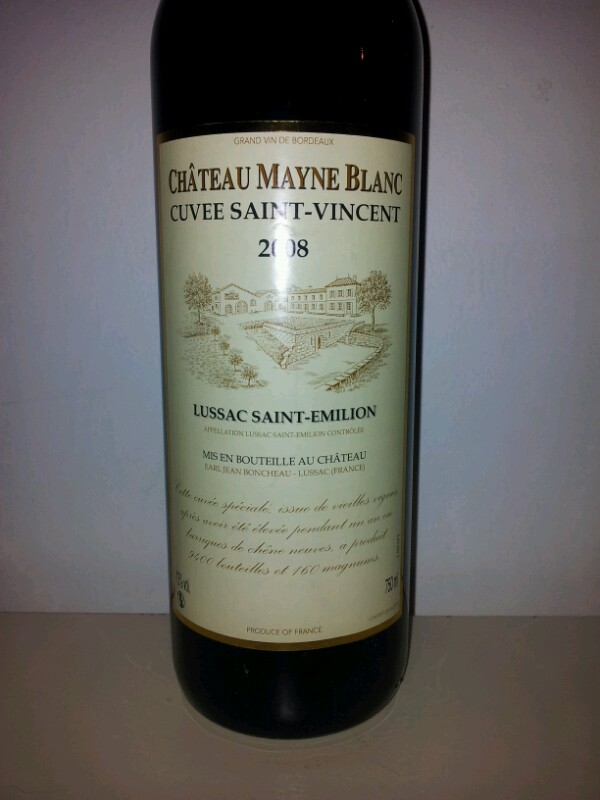 GRAND VIN DE BORDEAUX
CHÂTEAU MAYNE BLANC
CUVEE SAINT-VINCENT
2008
LUSSAC SAINT-EMILION
APPELLATION LUSSAC SAINT-EMILION CONTRÔLÉE
MIS EN BOUTEILLE AU CHÂTEAU
EARL JEAN BONCHEAU - LUSSAC (FRANCE)
Cette cuvée spéciale, issue de vieilles vignes
après avoir été élevée pendant un an en
barriques de chêne neuves, a produit
9400 bouteilles et 160 magnums.
750 ml
PRODUCE OF FRANCE